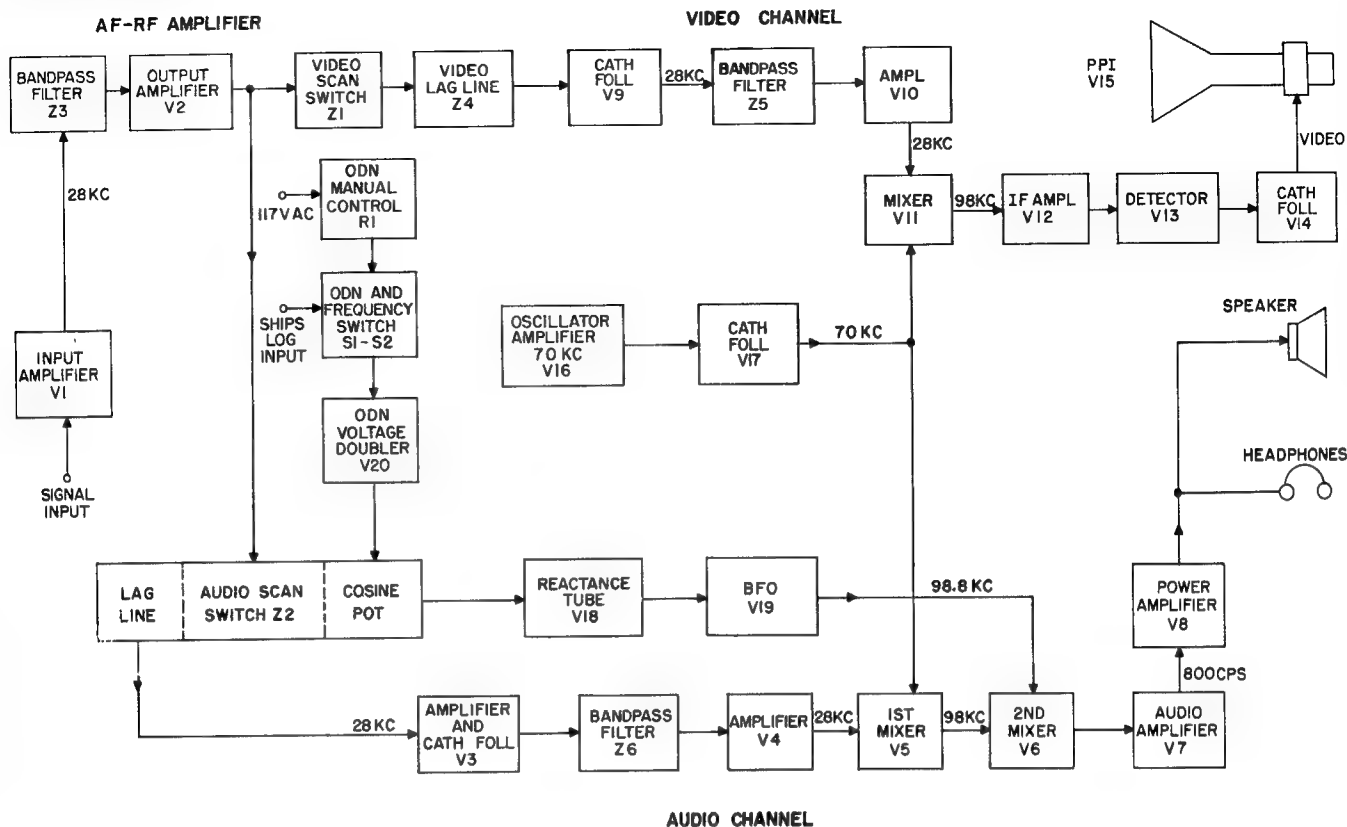 AF-RF AMPLIFIER
VIDEO CHANNEL
BANDPASS
FILTER
Z3
OUTPUT
AMPLIFIER
V2
VIDEO
SCAN
SWITCH
Z1
VIDEO
LAG LINE
Z4
CATH
FOLL
V9
28KC
BANDPASS
FILTER
Z5
AMPL
V10
PPI
V15
28KC
28KC
VIDEO
117V AC
ODN
MANUAL
CONTROL
R1
MIXER
V11
98KC
IF AMPL
V12
DETECTOR
V13
CATH
FOLL
V14
SHIPS
LOG
INPUT
ODN AND
FREQUENCY
SWITCH
S1-S2
OSCILLATOR
AMPLIFIER
70 KC
V16
CATH
FOLL
V17
70 KC
SPEAKER
INPUT
AMPLIFIER
V1
ODN
VOLTAGE
DOUBLER
V20
HEADPHONES
SIGNAL
INPUT
LAG
LINE
AUDIO SCAN
SWITCH Z2
COSINE
POT
REACTANCE
TUBE
V18
BFO
V19
98.8 KC
POWER
AMPLIFIER
V8
800CPS
28 KC
AMPLIFIER
AND
CATH FOLL
V3
BANDPASS
FILTER
Z6
AMPLIFIER
V4
28KC
1ST
MIXER
V5
98KC
2ND
MIXER
V6
AUDIO
AMPLIFIER
V7
AUDIO CHANNEL